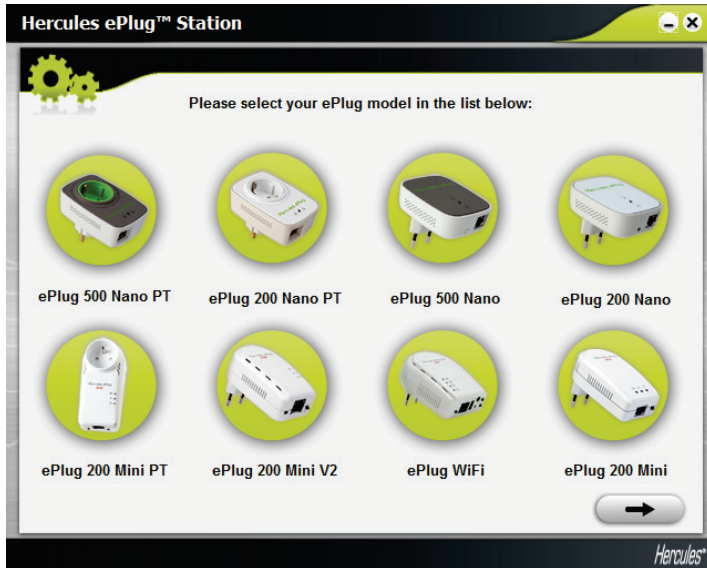 Hercules ePlug™ Station
Please select your ePlug model in the list below:
ePlug 500 Nano PT
ePlug 200 Nano PT
ePlug 500 Nano
ePlug 200 Nano
ePlug 200 Mini PT
ePlug 200 Mini V2
ePlug WiFi
ePlug 200 Mini
Hercules®